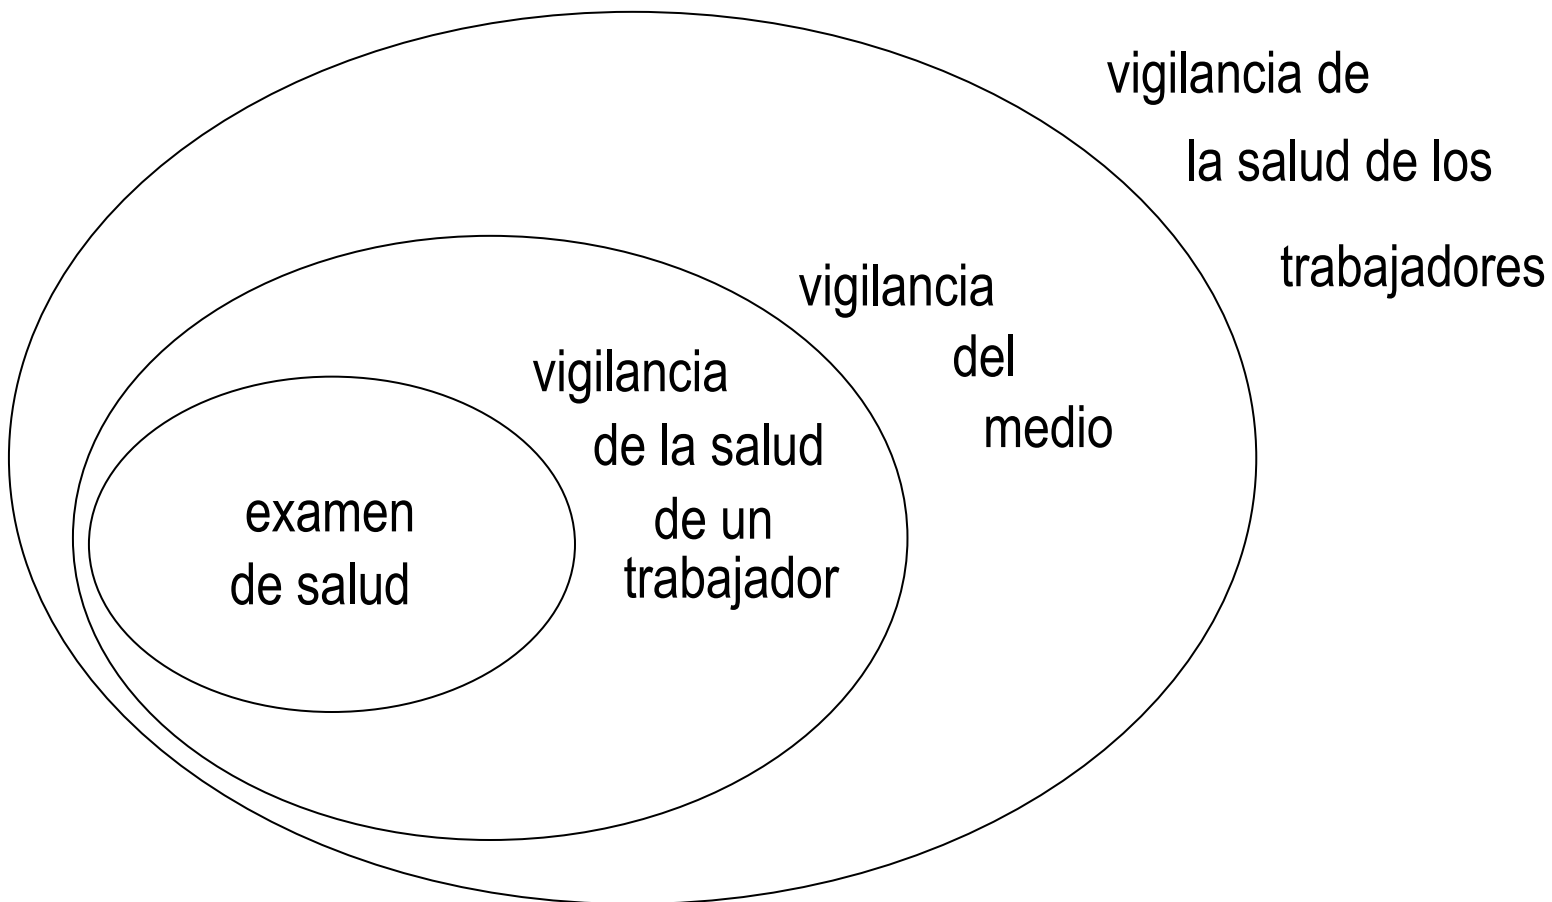 vigilancia de
la salud de los
trabajadores
vigilancia
del
medio
vigilancia
de la salud
de un
trabajador
examen
de salud